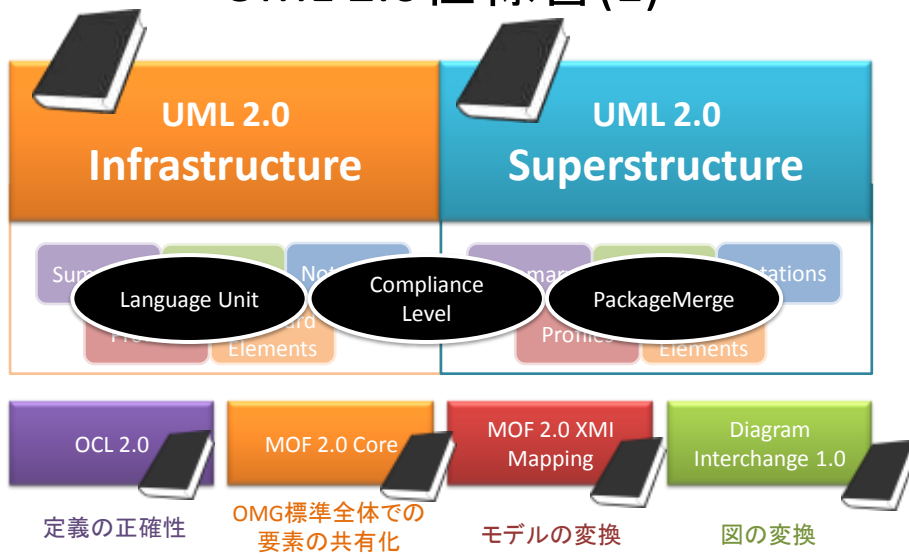 UML 2.0
Infrastructure
UML 2.0
Superstructure
Language Unit
Compliance
Level
PackageMerge
Profiles
Elements
Elements
OCL 2.0
MOF 2.0 Core
MOF 2.0 XMI
Mapping
Diagram
Interchange 1.0
定義の正確性
OMG標準全体での
要素の共有化
モデルの変換
図の変換